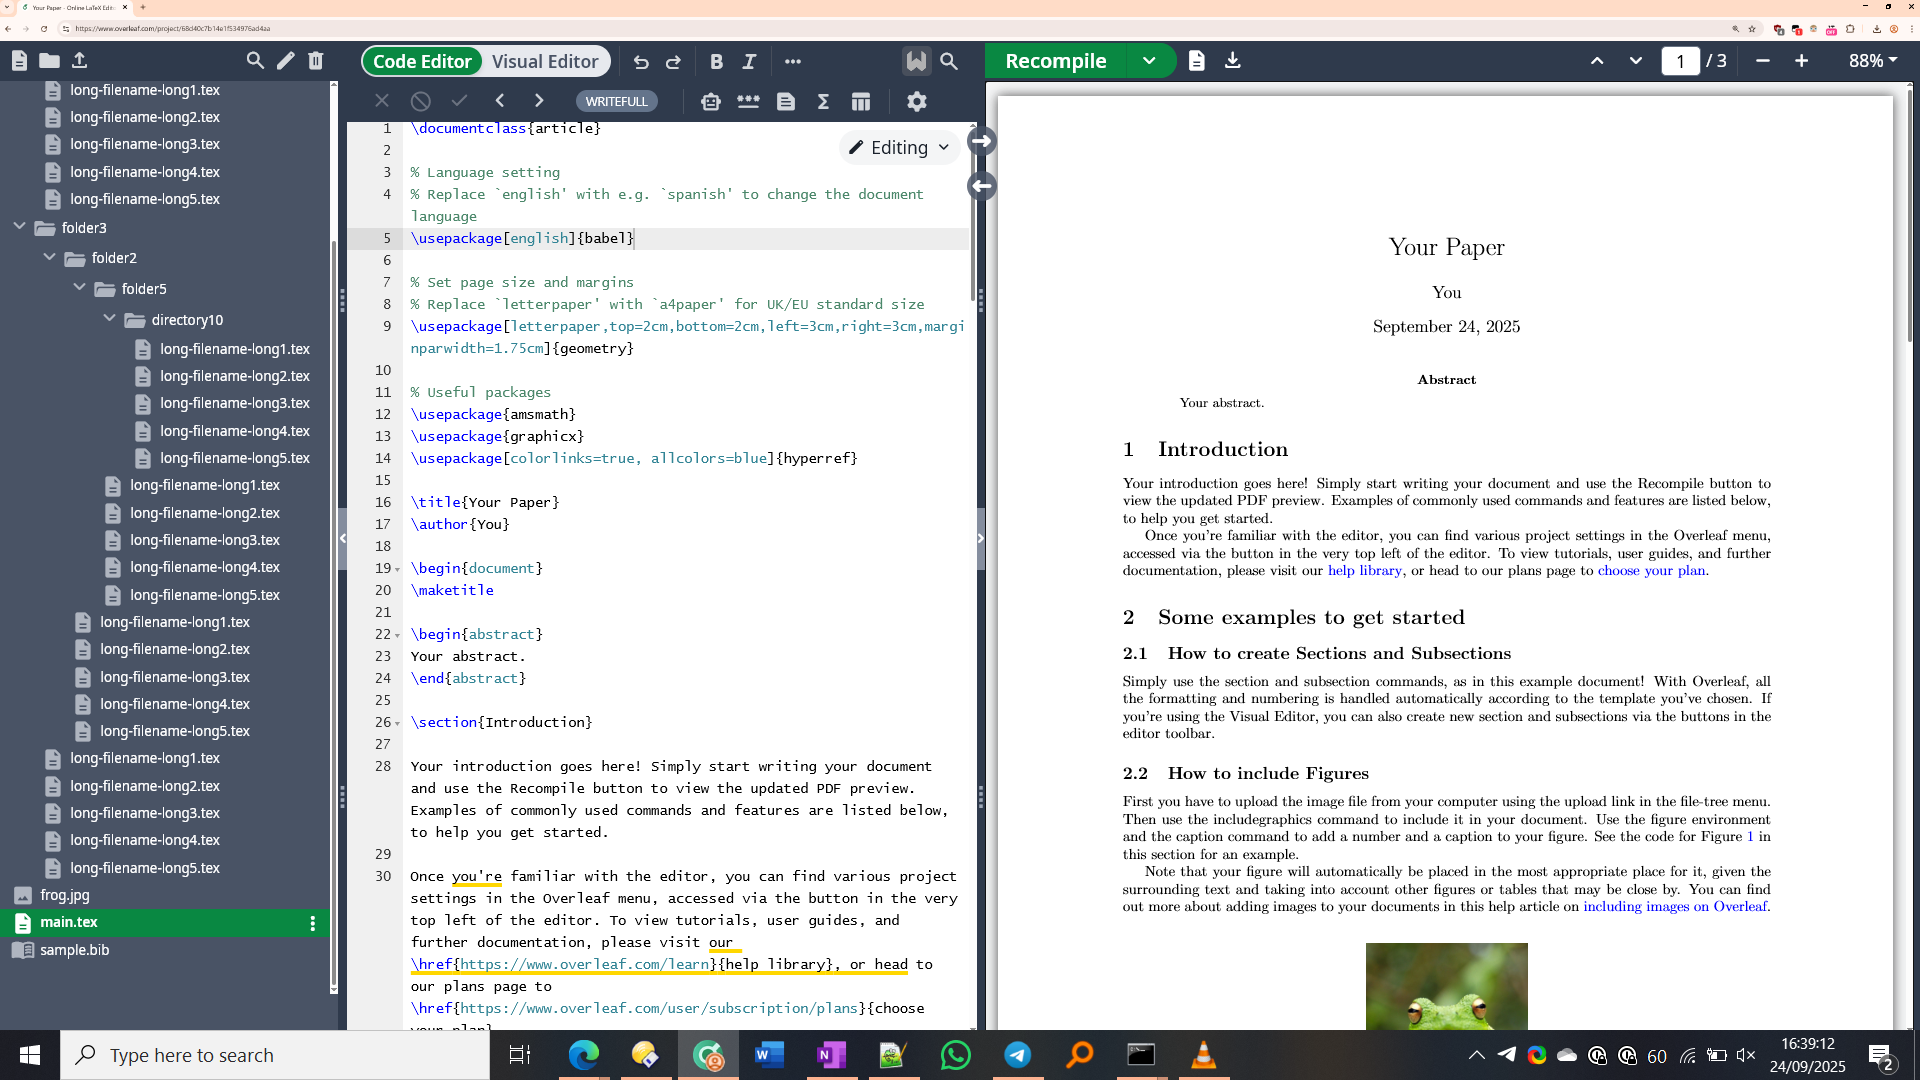 Your Paper - Online LaTeX Edit
https://www.overleaf.com/project/68d40c7b14e1f534976ad4aa
Code Editor
Visual Editor
Recompile
1 / 3
88%
WRITEFULL
Editing
long-filename-long1.tex
long-filename-long2.tex
long-filename-long3.tex
long-filename-long4.tex
long-filename-long5.tex
folder3
folder2
folder5
directory10
long-filename-long1.tex
long-filename-long2.tex
long-filename-long3.tex
long-filename-long4.tex
long-filename-long5.tex
long-filename-long1.tex
long-filename-long2.tex
long-filename-long3.tex
long-filename-long4.tex
long-filename-long5.tex
long-filename-long1.tex
long-filename-long2.tex
long-filename-long3.tex
long-filename-long4.tex
long-filename-long5.tex
long-filename-long1.tex
long-filename-long2.tex
long-filename-long3.tex
long-filename-long4.tex
long-filename-long5.tex
frog.jpg
main.tex
sample.bib
1 \documentclass{article}
2
3 % Language setting
4 % Replace `english' with e.g. `spanish' to change the document
language
5 \usepackage[english]{babel}
6
7 % Set page size and margins
8 % Replace `letterpaper' with `a4paper' for UK/EU standard size
9 \usepackage[letterpaper,top=2cm,bottom=2cm,left=3cm,right=3cm,margi
nparwidth=1.75cm]{geometry}
10
11 % Useful packages
12 \usepackage{amsmath}
13 \usepackage{graphicx}
14 \usepackage[colorlinks=true, allcolors=blue]{hyperref}
15
16 \title{Your Paper}
17 \author{You}
18
19 \begin{document}
20 \maketitle
21
22 \begin{abstract}
23 Your abstract.
24 \end{abstract}
25
26 \section{Introduction}
27
28 Your introduction goes here! Simply start writing your document
and use the Recompile button to view the updated PDF preview.
Examples of commonly used commands and features are listed below,
to help you get started.
29
30 Once you're familiar with the editor, you can find various project
settings in the Overleaf menu, accessed via the button in the very
top left of the editor. To view tutorials, user guides, and
further documentation, please visit our
\href{https://www.overleaf.com/learn}{help library}, or head to
our plans page to
\href{https://www.overleaf.com/user/subscription/plans}{choose
your plan}
Your Paper
You
September 24, 2025
Abstract
Your abstract.
1 Introduction
Your introduction goes here! Simply start writing your document and use the Recompile button to
view the updated PDF preview. Examples of commonly used commands and features are listed below,
to help you get started.
Once you're familiar with the editor, you can find various project settings in the Overleaf menu,
accessed via the button in the very top left of the editor. To view tutorials, user guides, and further
documentation, please visit our help library, or head to our plans page to choose your plan.
2 Some examples to get started
2.1 How to create Sections and Subsections
Simply use the section and subsection commands, as in this example document! With Overleaf, all
the formatting and numbering is handled automatically according to the template you've chosen. If
you're using the Visual Editor, you can also create new section and subsections via the buttons in the
editor toolbar.
2.2 How to include Figures
First you have to upload the image file from your computer using the upload link in the file-tree menu.
Then use the includegraphics command to include it in your document. Use the figure environment
and the caption command to add a number and a caption to your figure. See the code for Figure 1 in
this section for an example.
Note that your figure will automatically be placed in the most appropriate place for it, given the
surrounding text and taking into account other figures or tables that may be close by. You can find
out more about adding images to your documents in this help article on including images on Overleaf.
Type here to search
60
16:39:12
24/09/2025
2